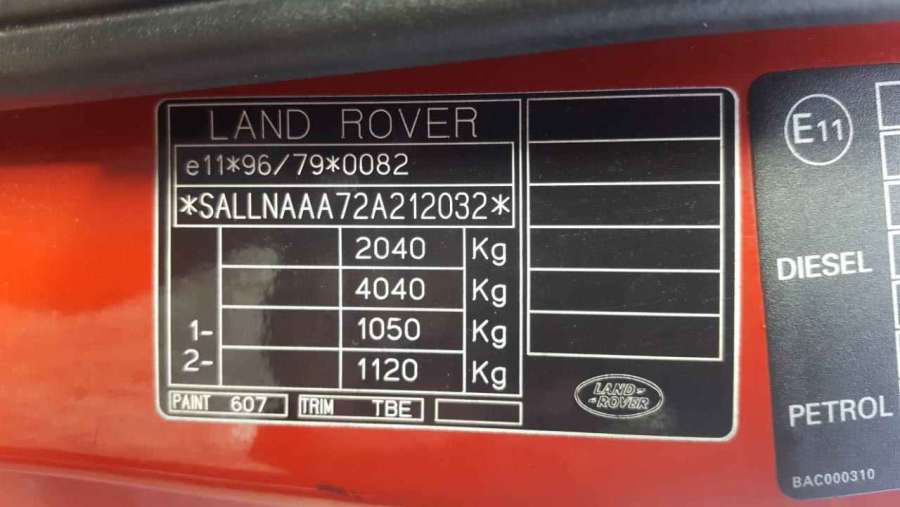 LAND ROVER
e11*96/79*0082
*SALLNAAA72A212032*
2040 Kg
4040 Kg
1- 1050 Kg
2- 1120 Kg
PAINT 607 TRIM TBE
LAND-
-ROVER
E11
DIESEL
PETROL
BAC000310